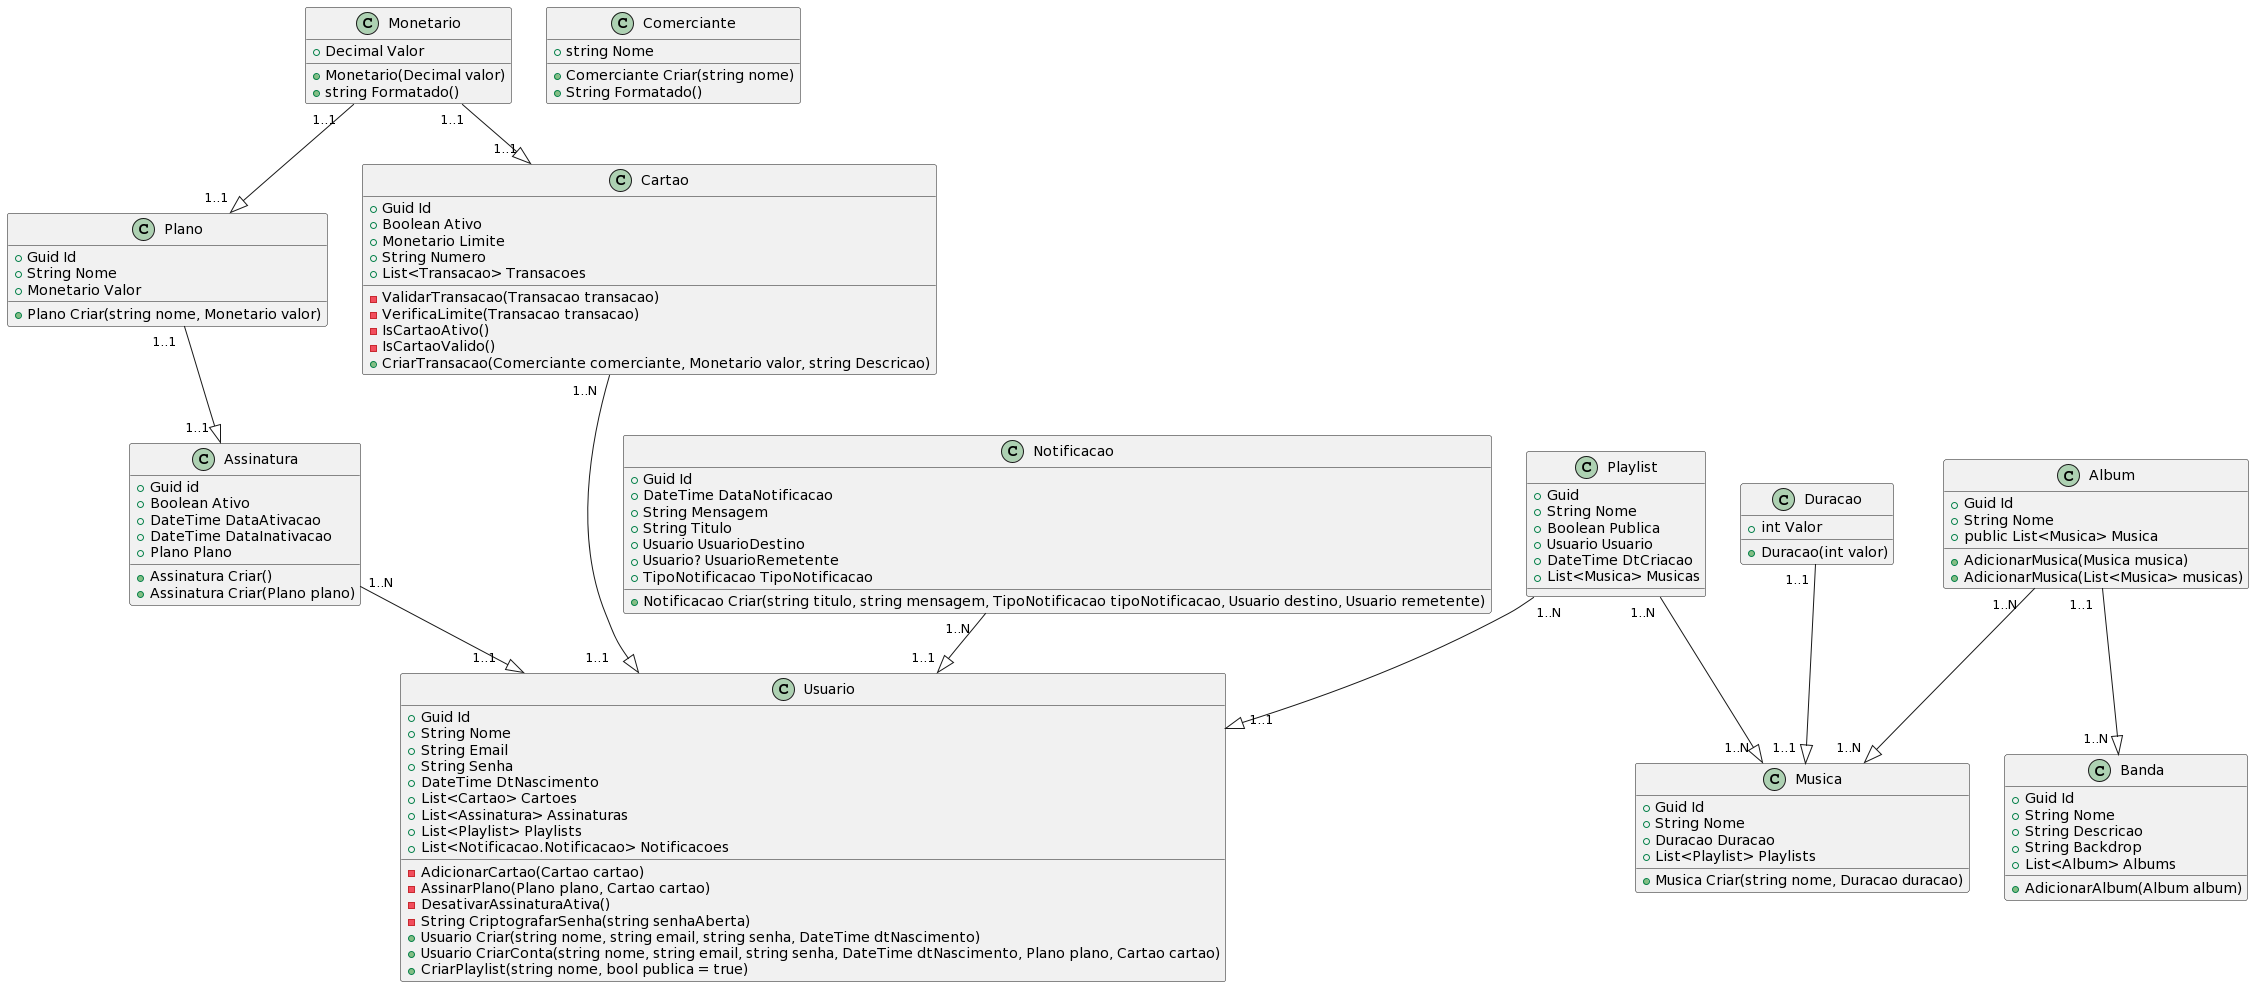 C Monetario
Decimal Valor
Monetario(Decimal valor)
string Formatado()
C Comerciante
string Nome
Comerciante Criar(string nome)
String Formatado()
1..1
1..1
1..1
1..1
C Cartao
Guid Id
Boolean Ativo
Monetario Limite
String Numero
List<Transacao> Transacoes
ValidarTransacao(Transacao transacao)
VerificaLimite(Transacao transacao)
IsCartaoAtivo()
IsCartaoValido()
CriarTransacao(Comerciante comerciante, Monetario valor, string Descricao)
C Plano
Guid Id
String Nome
Monetario Valor
Plano Criar(string nome, Monetario valor)
1..1
1..N
1..1
C Assinatura
Guid id
Boolean Ativo
DateTime DataAtivacao
DateTime DataInativacao
Plano Plano
Assinatura Criar()
Assinatura Criar(Plano plano)
C Notificacao
Guid Id
DateTime DataNotificacao
String Mensagem
String Titulo
Usuario UsuarioDestino
Usuario? UsuarioRemetente
TipoNotificacao TipoNotificacao
Notificacao Criar(string titulo, string mensagem, TipoNotificacao tipoNotificacao, Usuario destino, Usuario remetente)
C Playlist
Guid
String Nome
Boolean Publica
Usuario Usuario
DateTime DtCriacao
List<Musica> Musicas
C Duracao
int Valor
Duracao(int valor)
C Album
Guid Id
String Nome
public List<Musica> Musica
AdicionarMusica(Musica musica)
AdicionarMusica(List<Musica> musicas)
1..N
1..N
1..N
1..N
1..1
1..N
1..1
1..1
1..1
1..1
1..1
1..N
1..1
1..N
1..N
C Usuario
Guid Id
String Nome
String Email
String Senha
DateTime DtNascimento
List<Cartao> Cartoes
List<Assinatura> Assinaturas
List<Playlist> Playlists
List<Notificacao.Notificacao> Notificacoes
AdicionarCartao(Cartao cartao)
AssinarPlano(Plano plano, Cartao cartao)
DesativarAssinaturaAtiva()
String CriptografarSenha(string senhaAberta)
Usuario Criar(string nome, string email, string senha, DateTime dtNascimento)
Usuario CriarConta(string nome, string email, string senha, DateTime dtNascimento, Plano plano, Cartao cartao)
CriarPlaylist(string nome, bool publica = true)
C Musica
Guid Id
String Nome
Duracao Duracao
List<Playlist> Playlists
Musica Criar(string nome, Duracao duracao)
C Banda
Guid Id
String Nome
String Descricao
String Backdrop
List<Album> Albums
AdicionarAlbum(Album album)